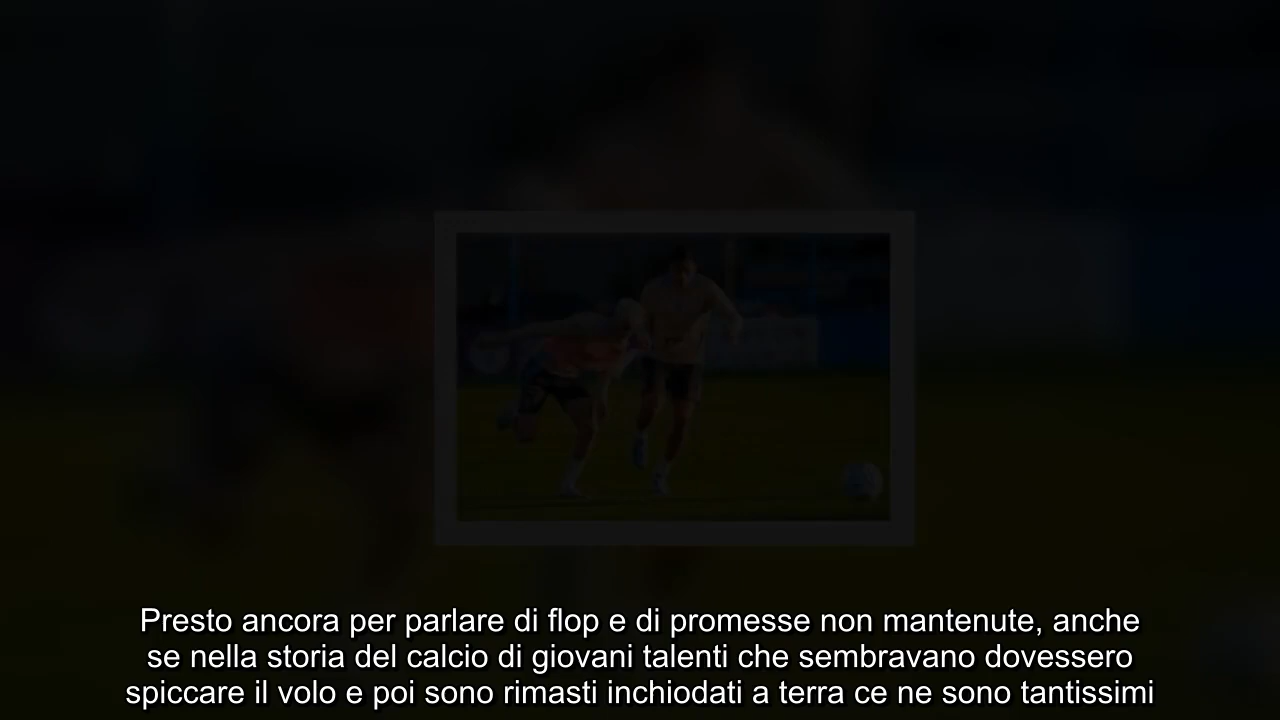 Presto ancora per parlare di flop e di promesse non mantenute, anche
se nella storia del calcio di giovani talenti che sembravano dovessero
spiccare il volo e poi sono rimasti inchiodati a terra ce ne sono tantissimi